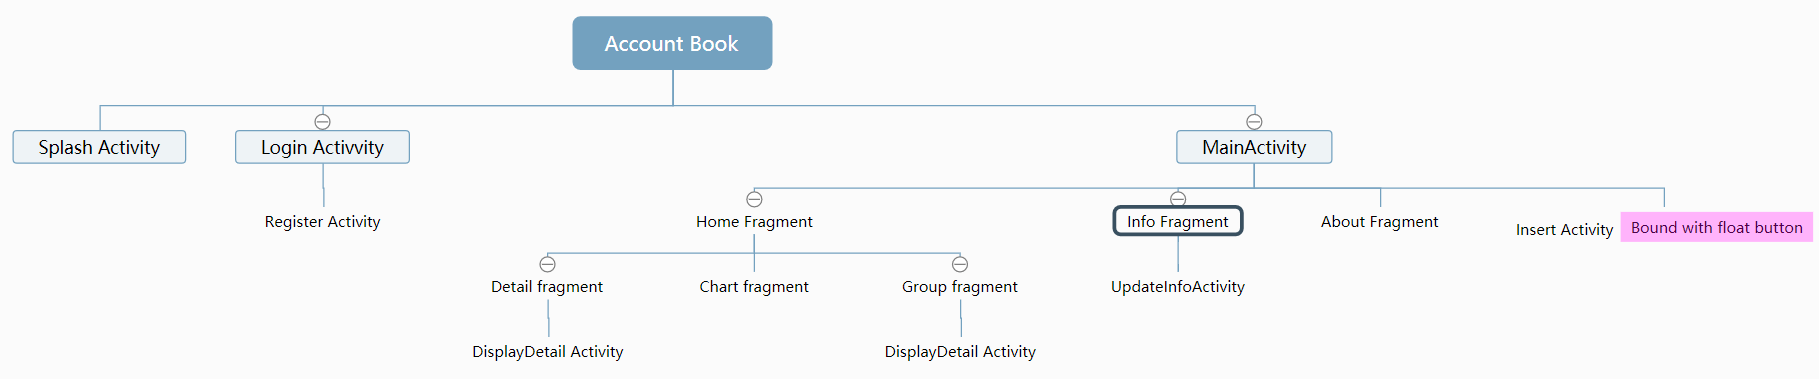 Account Book
Splash Activity
Login Activvity
MainActivity
Register Activity
Home Fragment
Info Fragment
About Fragment
Insert Activity
Bound with float button
Detail fragment
Chart fragment
Group fragment
UpdateInfoActivity
DisplayDetail Activity
DisplayDetail Activity